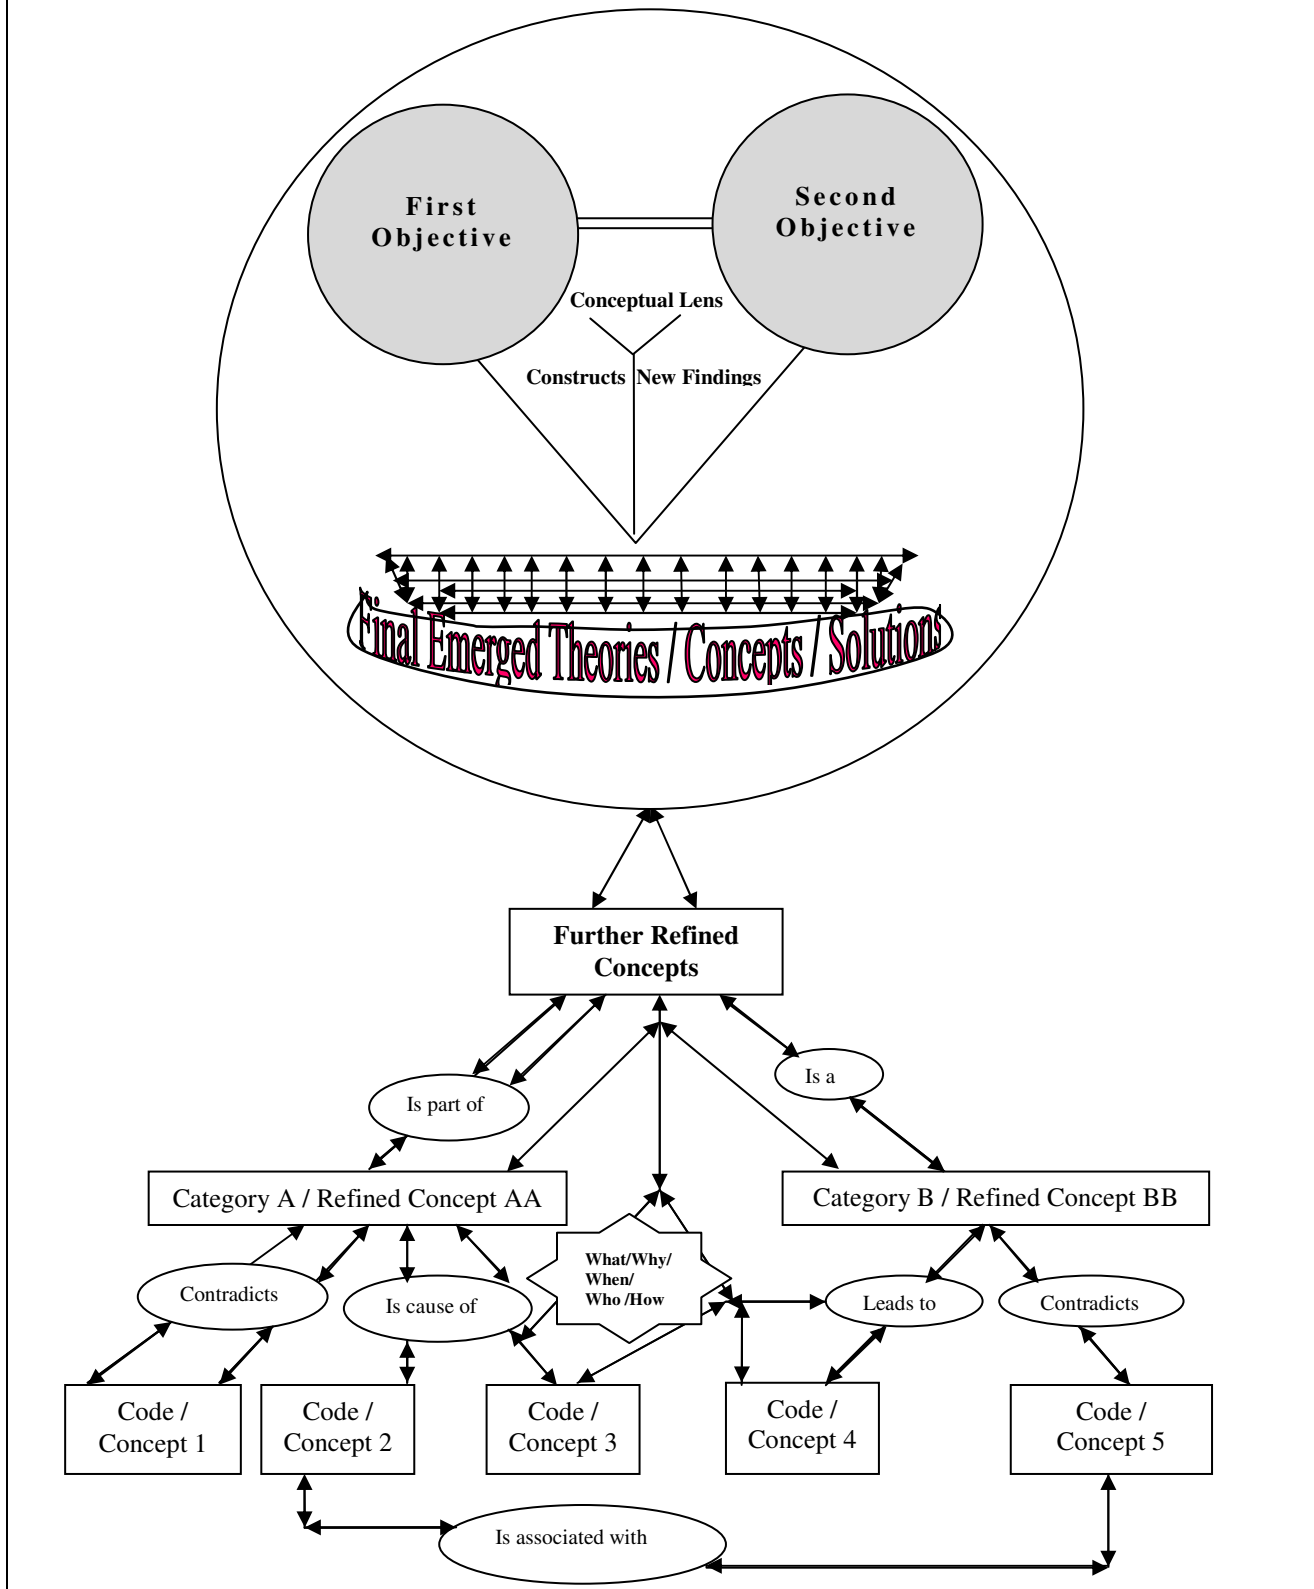 First
Objective
Second
Objective
Conceptual Lens
Constructs
New Findings
Final Emerged Theories / Concepts / Solutions
Further Refined
Concepts
Is part of
Is a
Category A / Refined Concept AA
Category B / Refined Concept BB
What/Why/
When/
Who /How
Contradicts
Is cause of
Leads to
Contradicts
Code /
Concept 1
Code /
Concept 2
Code /
Concept 3
Code /
Concept 4
Code /
Concept 5
Is associated with